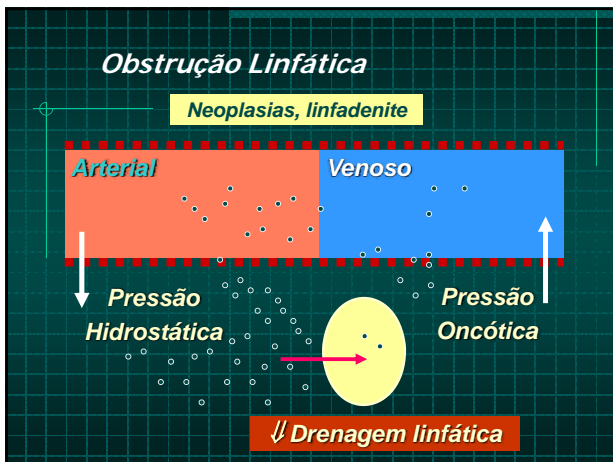 Obstrução Linfática
Neoplasias, linfadenite
Arterial
Venoso
Pressão
Hidrostática
Pressão
Oncótica
⇓ Drenagem linfática